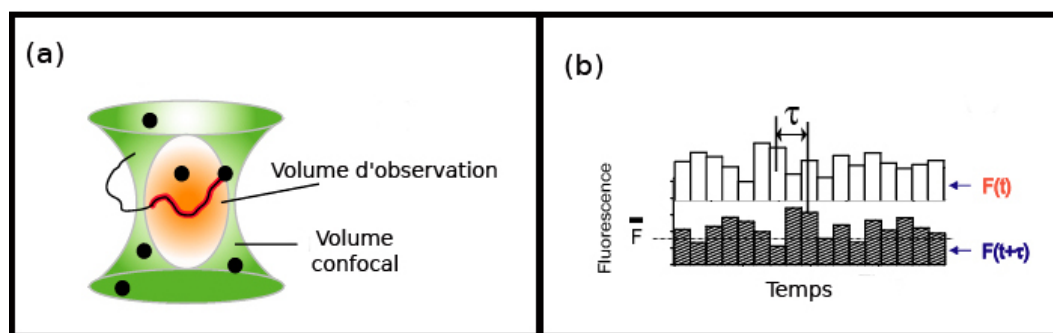 (a)
Volume d'observation
Volume
confocal
(b)
τ
F(t)
Fluorescence
F̄
F(t+τ)
Temps